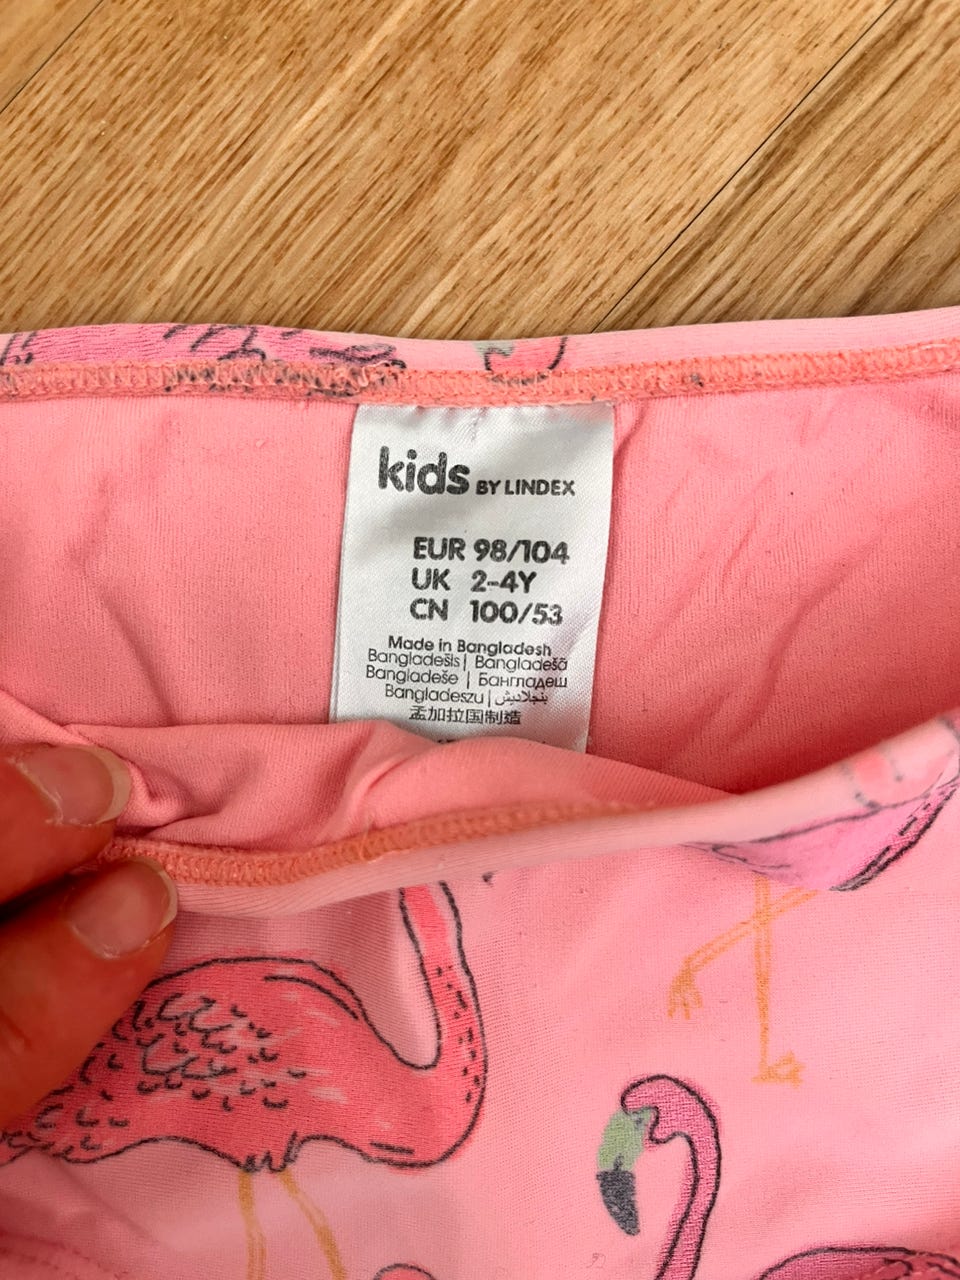 kids BY LINDEX
EUR 98/104
UK 2-4Y
CN 100/53
Made in Bangladesh
Bangladešis | Bangladešā
Bangladeše | Бангладеш
Bangladeszu | بنجلاديش
孟加拉国制造